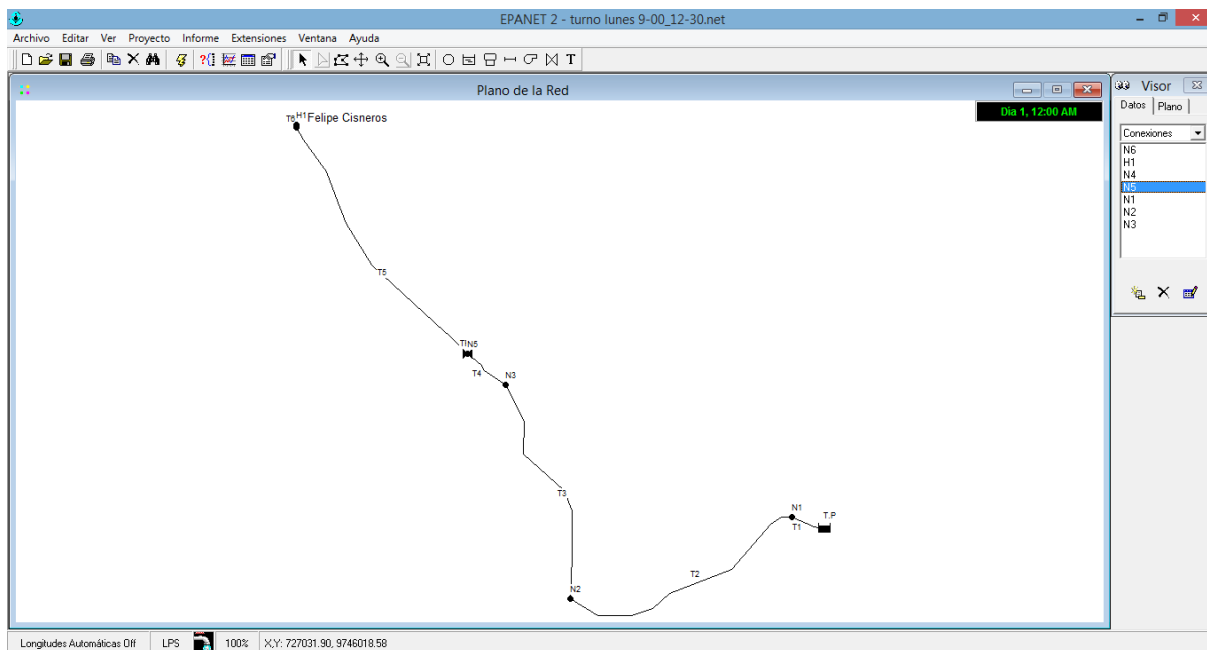 EPANET 2 - turno lunes 9-00_12-30.net
Archivo Editar Ver Proyecto Informe Extensiones Ventana Ayuda
T
Plano de la Red
Visor
Datos Plano
Conexiones
N6
H1
N4
N5
N1
N2
N3
Dia 1, 12:00 AM
T6 H1 Felipe Cisneros
T5
N5
T4 N3
T3
N1 T.P
T1
T2
N2
Longitudes Automáticas Off LPS 100% X,Y: 727031.90, 9746018.58